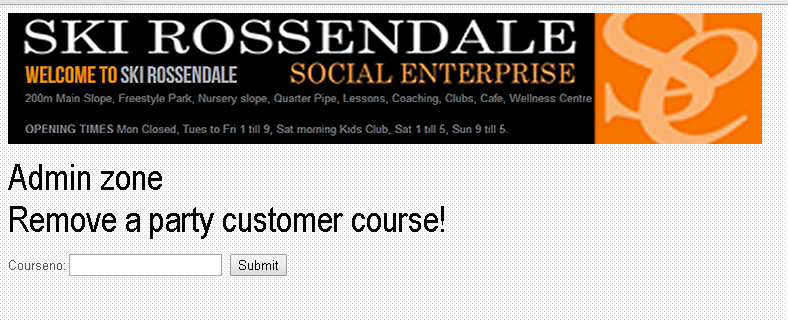 SKI ROSSENDALE
WELCOME TO SKI ROSSENDALE
SOCIAL ENTERPRISE
200m Main Slope, Freestyle Park, Nursery slope, Quarter Pipe, Lessons, Coaching, Clubs, Cafe, Wellness Centre
OPENING TIMES Mon Closed, Tues to Fri 1 till 9, Sat morning Kids Club, Sat 1 till 5, Sun 9 till 5.
Admin zone
Remove a party customer course!
Courseno: Submit